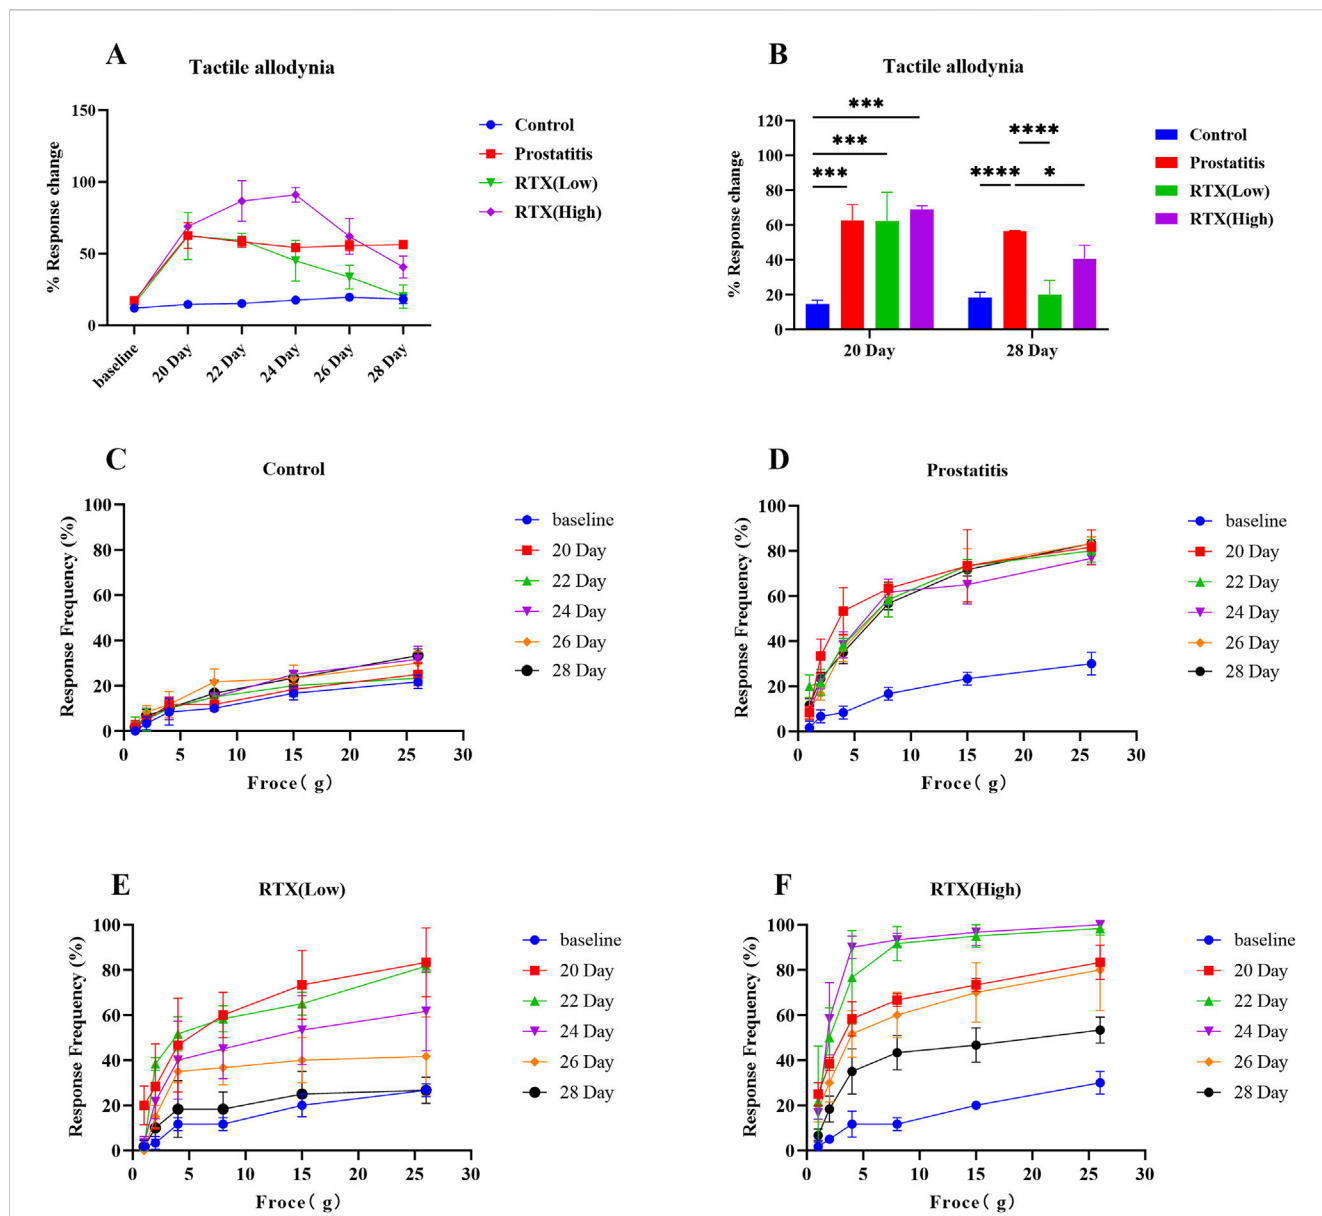 A
Tactile allodynia
% Response change
150
100
50
0
baseline
20 Day
22 Day
24 Day
26 Day
28 Day
Control
Prostatitis
RTX(Low)
RTX(High)
B
Tactile allodynia
% Response change
120
100
80
60
40
20
0
***
***
***
****
****
*
20 Day
28 Day
Control
Prostatitis
RTX(Low)
RTX(High)
C
Control
Response Frequency (%)
100
80
60
40
20
0
0 5 10 15 20 25 30
Froce( g)
baseline
20 Day
22 Day
24 Day
26 Day
28 Day
D
Prostatitis
Response Frequency (%)
100
80
60
40
20
0
0 5 10 15 20 25 30
Froce( g)
baseline
20 Day
22 Day
24 Day
26 Day
28 Day
E
RTX(Low)
Response Frequency (%)
100
80
60
40
20
0
0 5 10 15 20 25 30
Froce( g)
baseline
20 Day
22 Day
24 Day
26 Day
28 Day
F
RTX(High)
Response Frequency (%)
100
80
60
40
20
0
0 5 10 15 20 25 30
Froce( g)
baseline
20 Day
22 Day
24 Day
26 Day
28 Day